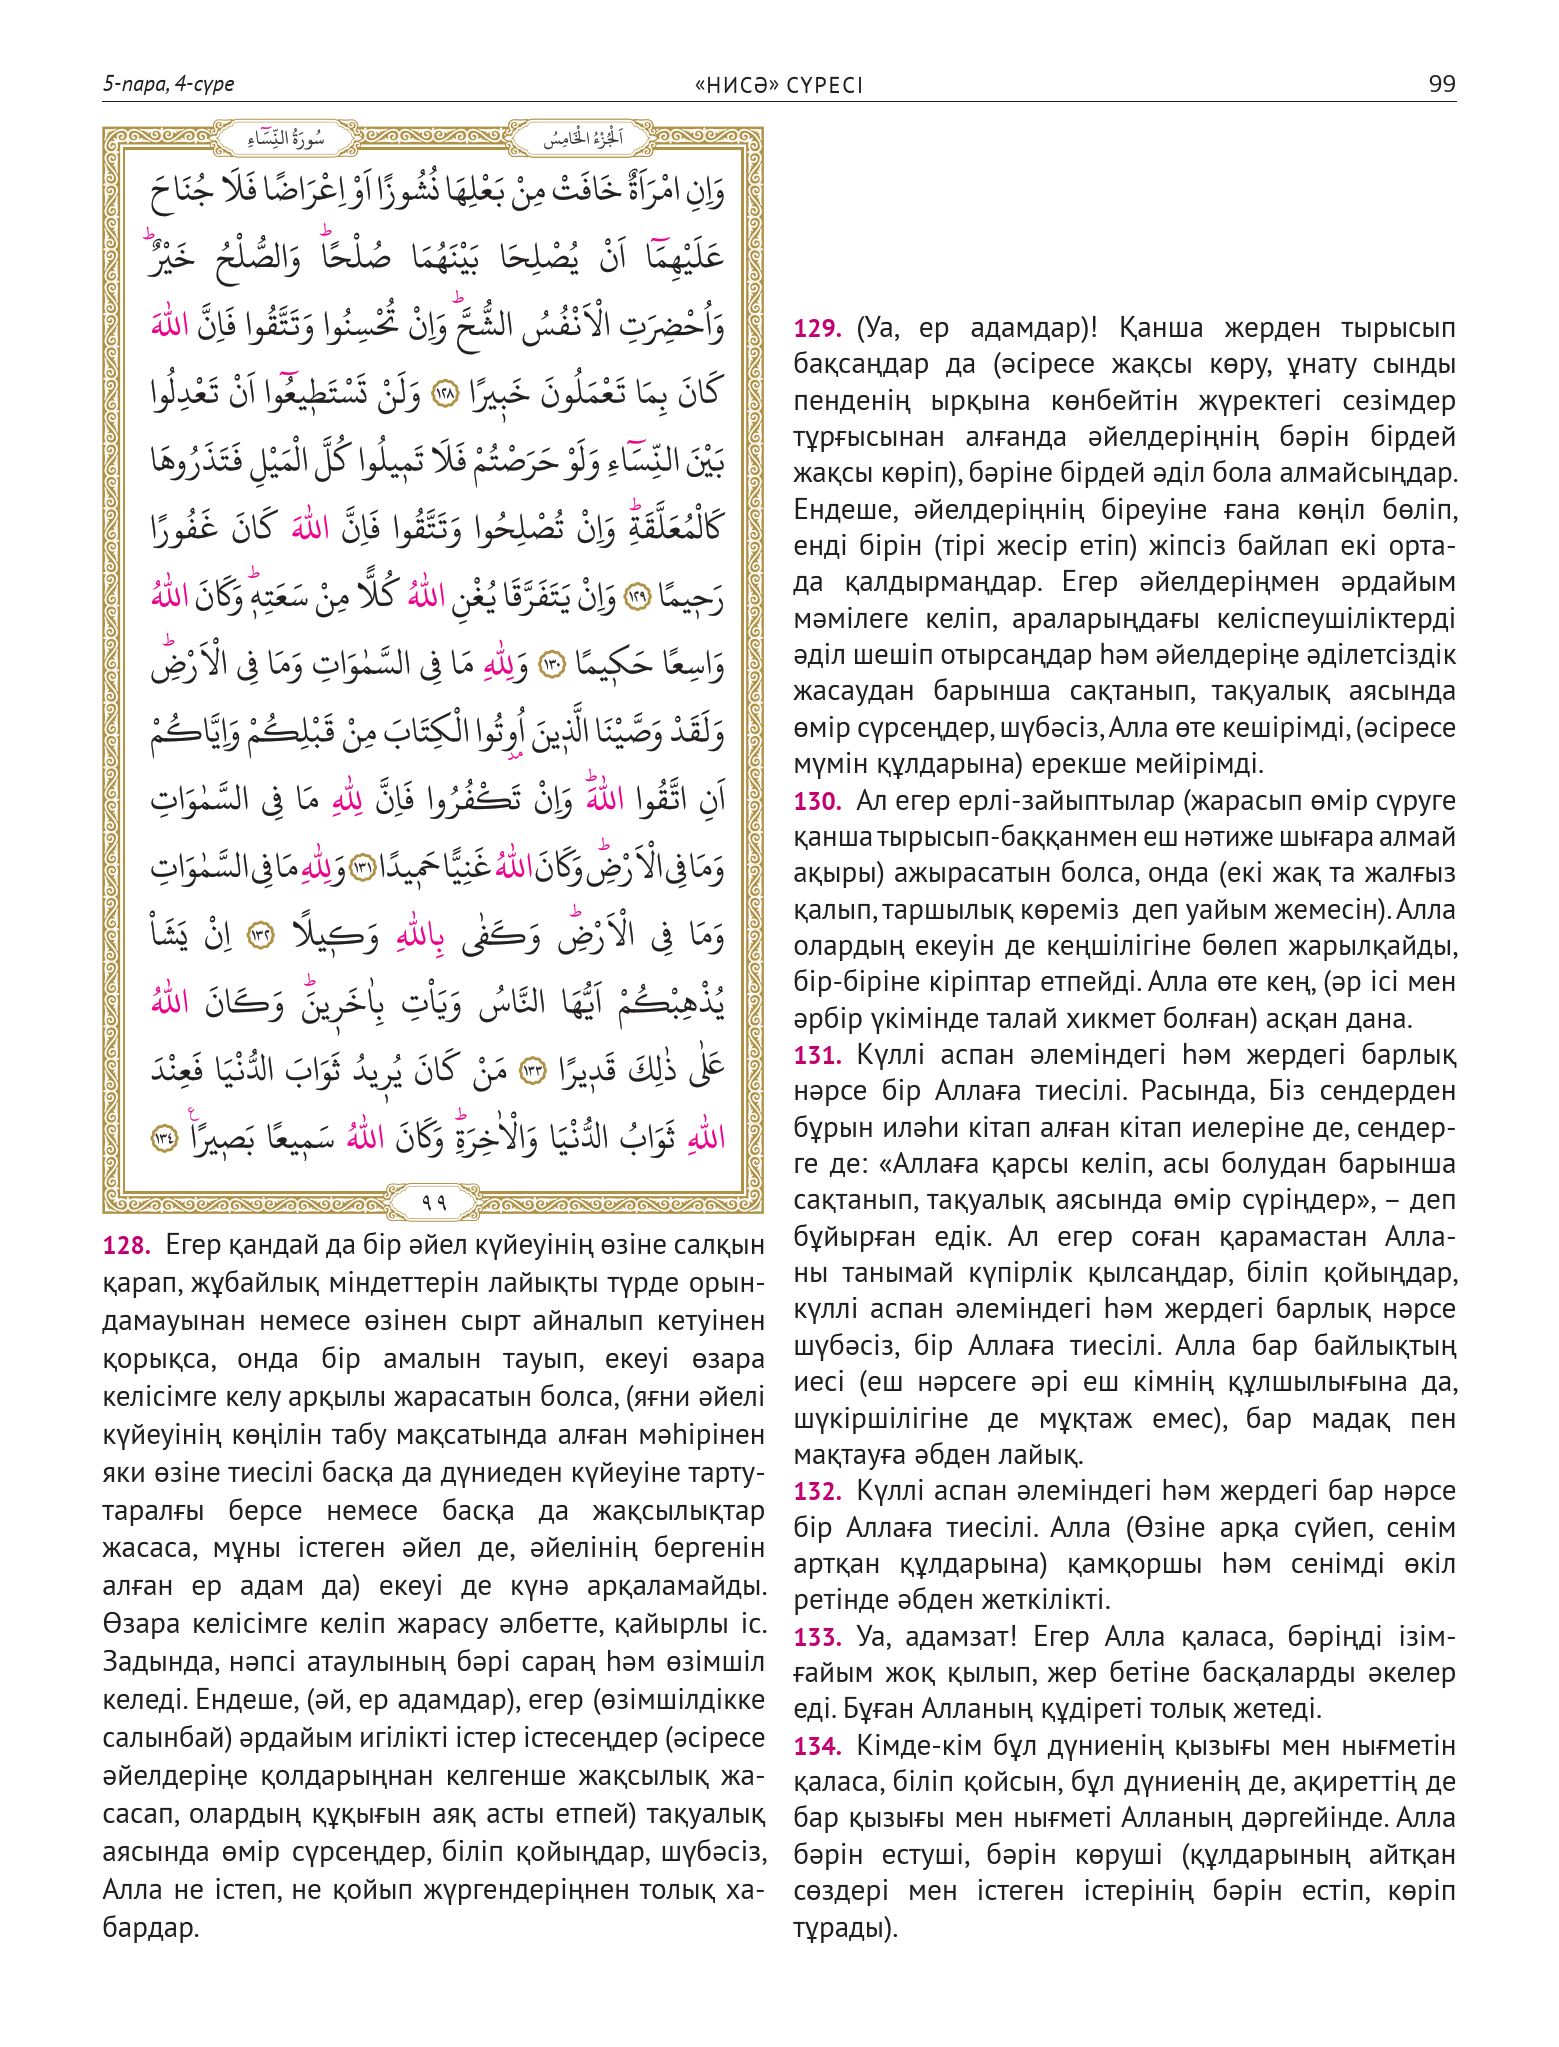 5-пара, 4-сүре
«НИСӘ» СҮРЕСІ
99
اَلْجُزْءُ الْخَامِسُ
سُورَةُ النِّسَٓاءِ
وَاِنِ امْرَاَةٌ خَافَتْ مِنْ بَعْلِهَا نُشُوزًا اَوْ اِعْرَاضًا فَلَا جُنَاحَ
عَلَيْهِمَٓا اَنْ يُصْلِحَا بَيْنَهُمَا صُلْحًاۜ وَالصُّلْحُ خَيْرٌۜ
وَاُحْضِرَتِ الْاَنْفُسُ الشُّحَّۜ وَاِنْ تُحْسِنُوا وَتَتَّقُوا فَاِنَّ اللّٰهَ
كَانَ بِمَا تَعْمَلُونَ خَب۪يرًا ﴿١٢٨﴾ وَلَنْ تَسْتَط۪يعُٓوا اَنْ تَعْدِلُوا
بَيْنَ النِّسَٓاءِ وَلَوْ حَرَصْتُمْ فَلَا تَم۪يلُوا كُلَّ الْمَيْلِ فَتَذَرُوهَا
كَالْمُعَلَّقَةِۜ وَاِنْ تُصْلِحُوا وَتَتَّقُوا فَاِنَّ اللّٰهَ كَانَ غَفُورًا
رَح۪يمًا ﴿١٢٩﴾ وَاِنْ يَتَفَرَّقَا يُغْنِ اللّٰهُ كُلًّا مِنْ سَعَتِه۪ۜ وَكَانَ اللّٰهُ
وَاسِعًا حَك۪يمًا ﴿١٣٠﴾ وَلِلّٰهِ مَا فِى السَّمٰوَاتِ وَمَا فِى الْاَرْضِۜ
وَلَقَدْ وَصَّيْنَا الَّذ۪ينَ اُو۫تُوا الْكِتَابَ مِنْ قَبْلِكُمْ وَاِيَّاكُمْ
اَنِ اتَّقُوا اللّٰهَۜ وَاِنْ تَكْفُرُوا فَاِنَّ لِلّٰهِ مَا فِى السَّمٰوَاتِ
وَمَا فِى الْاَرْضِۜ وَكَانَ اللّٰهُ غَنِيًّا حَم۪يدًا ﴿١٣١﴾ وَلِلّٰهِ مَا فِى السَّمٰوَاتِ
وَمَا فِى الْاَرْضِۜ وَكَفٰى بِاللّٰهِ وَك۪يلًا ﴿١٣٢﴾ اِنْ يَشَأْ
يُذْهِبْكُمْ اَيُّهَا النَّاسُ وَيَأْتِ بِاٰخَر۪ينَۜ وَكَانَ اللّٰهُ
عَلٰى ذٰلِكَ قَد۪يرًا ﴿١٣٣﴾ مَنْ كَانَ يُر۪يدُ ثَوَابَ الدُّنْيَا فَعِنْدَ
اللّٰهِ ثَوَابُ الدُّنْيَا وَالْاٰخِرَةِۜ وَكَانَ اللّٰهُ سَم۪يعًا بَص۪يرًا۟ ﴿١٣٤﴾
٩٩
128. Егер қандай да бір әйел күйеуінің өзіне салқын
қарап, жұбайлық міндеттерін лайықты түрде орын-
дамауынан немесе өзінен сырт айналып кетуінен
қорықса, онда бір амалын тауып, екеуі өзара
келісімге келу арқылы жарасатын болса, (яғни әйелі
күйеуінің көңілін табу мақсатында алған мәһірінен
яки өзіне тиесілі басқа да дүниеден күйеуіне тарту-
таралғы берсе немесе басқа да жақсылықтар
жасаса, мұны істеген әйел де, әйелінің бергенін
алған ер адам да) екеуі де күнә арқаламайды.
Өзара келісімге келіп жарасу әлбетте, қайырлы іс.
Задында, нәпсі атаулының бәрі сараң һәм өзімшіл
келеді. Ендеше, (әй, ер адамдар), егер (өзімшілдікке
салынбай) әрдайым игілікті істер істесеңдер (әсіресе
әйелдеріңе қолдарыңнан келгенше жақсылық жа-
сасап, олардың құқығын аяқ асты етпей) тақуалық
аясында өмір сүрсеңдер, біліп қойыңдар, шүбәсіз,
Алла не істеп, не қойып жүргендеріңнен толық ха-
бардар.
129. (Уа, ер адамдар)! Қанша жерден тырысып
бақсаңдар да (әсіресе жақсы көру, ұнату сынды
пенденің ырқына көнбейтін жүректегі сезімдер
тұрғысынан алғанда әйелдеріңнің бәрін бірдей
жақсы көріп), бәріне бірдей әділ бола алмайсыңдар.
Ендеше, әйелдеріңнің біреуіне ғана көңіл бөліп,
енді бірін (тірі жесір етіп) жіпсіз байлап екі орта-
да қалдырмаңдар. Егер әйелдеріңмен әрдайым
мәмілеге келіп, араларыңдағы келіспеушіліктерді
әділ шешіп отырсаңдар һәм әйелдеріңе әділетсіздік
жасаудан барынша сақтанып, тақуалық аясында
өмір сүрсеңдер, шүбәсіз, Алла өте кешірімді, (әсіресе
мүмін құлдарына) ерекше мейірімді.
130. Ал егер ерлі-зайыптылар (жарасып өмір сүруге
қанша тырысып-баққанмен еш нәтиже шығара алмай
ақыры) ажырасатын болса, онда (екі жақ та жалғыз
қалып, таршылық көреміз деп уайым жемесін). Алла
олардың екеуін де кеңшілігіне бөлеп жарылқайды,
бір-біріне кіріптар етпейді. Алла өте кең, (әр ісі мен
әрбір үкімінде талай хикмет болған) асқан дана.
131. Күллі аспан әлеміндегі һәм жердегі барлық
нәрсе бір Аллаға тиесілі. Расында, Біз сендерден
бұрын иләһи кітап алған кітап иелеріне де, сендер-
ге де: «Аллаға қарсы келіп, асы болудан барынша
сақтанып, тақуалық аясында өмір сүріңдер», – деп
бұйырған едік. Ал егер соған қарамастан Алла-
ны танымай күпірлік қылсаңдар, біліп қойыңдар,
күллі аспан әлеміндегі һәм жердегі барлық нәрсе
шүбәсіз, бір Аллаға тиесілі. Алла бар байлықтың
иесі (еш нәрсеге әрі еш кімнің құлшылығына да,
шүкіршілігіне де мұқтаж емес), бар мадақ пен
мақтауға әбден лайық.
132. Күллі аспан әлеміндегі һәм жердегі бар нәрсе
бір Аллаға тиесілі. Алла (Өзіне арқа сүйеп, сенім
артқан құлдарына) қамқоршы һәм сенімді өкіл
ретінде әбден жеткілікті.
133. Уа, адамзат! Егер Алла қаласа, бәріңді ізім-
ғайым жоқ қылып, жер бетіне басқаларды әкелер
еді. Бұған Алланың құдіреті толық жетеді.
134. Кімде-кім бұл дүниенің қызығы мен нығметін
қаласа, біліп қойсын, бұл дүниенің де, ақиреттің де
бар қызығы мен нығметі Алланың дәргейінде. Алла
бәрін естуші, бәрін көруші (құлдарының айтқан
сөздері мен істеген істерінің бәрін естіп, көріп
тұрады).